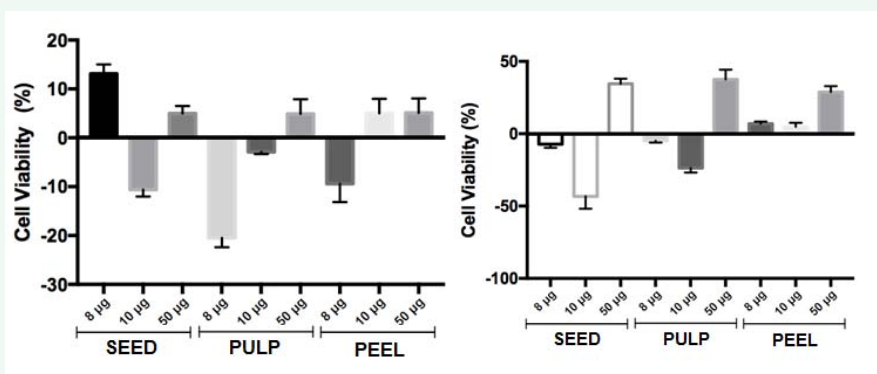 Cell Viability (%)
20
10
0
-10
-20
-30
8 µg
10 µg
50 µg
8 µg
10 µg
50 µg
8 µg
10 µg
50 µg
SEED
PULP
PEEL
Cell Viability (%)
50
0
-50
-100
8 µg
10 µg
50 µg
8 µg
10 µg
50 µg
8 µg
10 µg
50 µg
SEED
PULP
PEEL